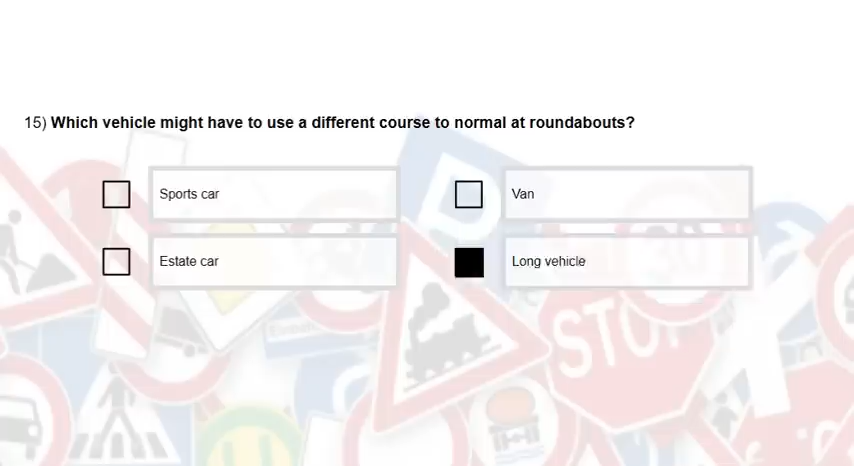 15) Which vehicle might have to use a different course to normal at roundabouts?
Sports car
Van
Estate car
Long vehicle
STOP